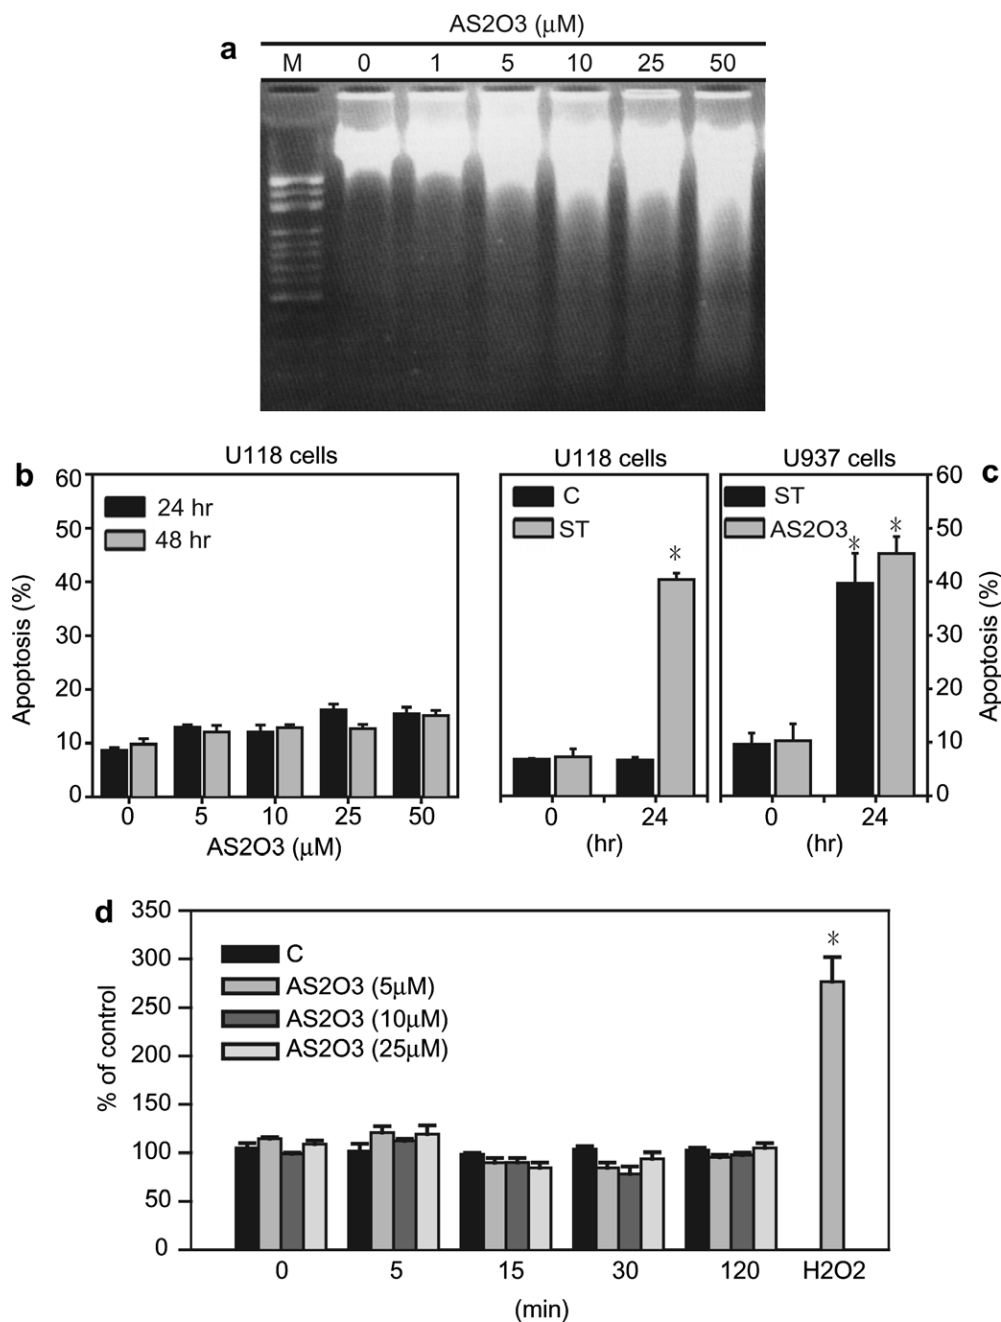 AS2O3 (μM)
a
M 0 1 5 10 25 50
b
U118 cells
60
50
40
30
20
10
0
Apoptosis (%)
24 hr
48 hr
0 5 10 25 50
AS2O3 (μM)
U118 cells
C
ST
*
0 24
(hr)
U937 cells
c
ST
AS2O3
* *
60
50
40
30
20
10
0
Apoptosis (%)
0 24
(hr)
d
350
300
250
200
150
100
50
0
% of control
C
AS2O3 (5μM)
AS2O3 (10μM)
AS2O3 (25μM)
*
0 5 15 30 120 H2O2
(min)